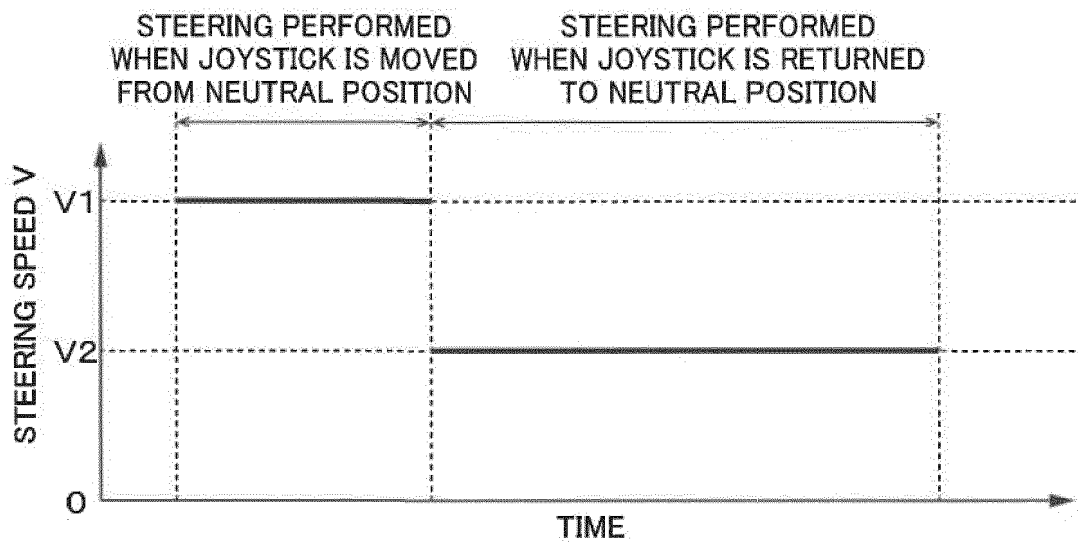 STEERING PERFORMED
WHEN JOYSTICK IS MOVED
FROM NEUTRAL POSITION
STEERING PERFORMED
WHEN JOYSTICK IS RETURNED
TO NEUTRAL POSITION
STEERING SPEED V
V1
V2
0
TIME